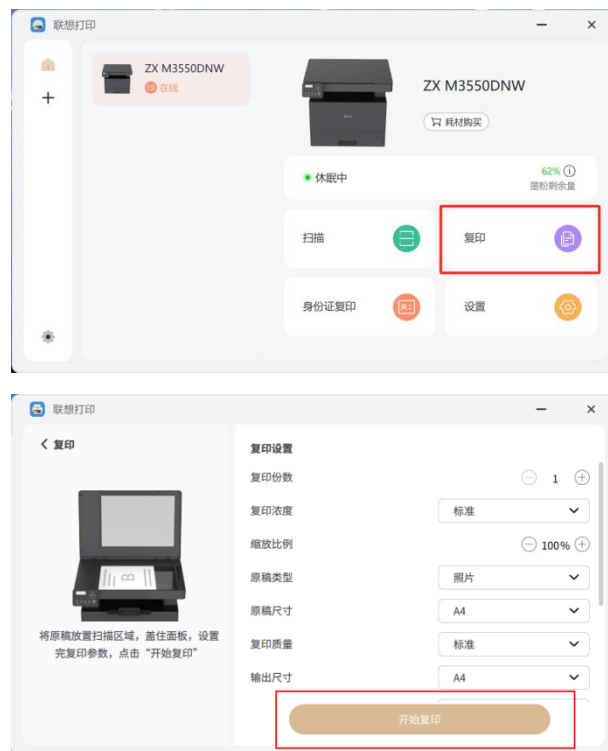 联想打印
ZX M3550DNW
在线
ZX M3550DNW
耗材购买
休眠中
62%
墨粉剩余量
扫描
复印
身份证复印
设置
联想打印
复印
复印设置
复印份数
1
复印浓度
标准
缩放比例
100%
原稿类型
照片
原稿尺寸
A4
复印质量
标准
输出尺寸
A4
将原稿放置扫描区域，盖住面板，设置
完复印参数，点击“开始复印”
开始复印